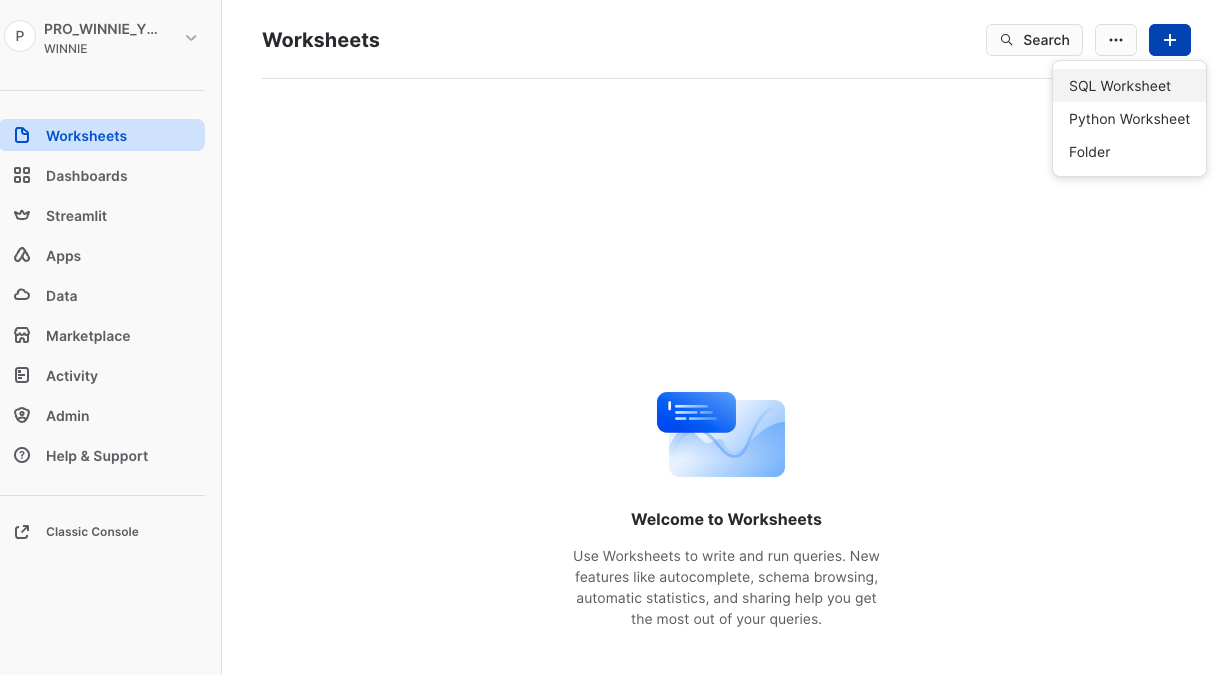 P
PRO_WINNIE_Y...
WINNIE
Worksheets
Dashboards
Streamlit
Apps
Data
Marketplace
Activity
Admin
Help & Support
Classic Console
Worksheets
Search
SQL Worksheet
Python Worksheet
Folder
Welcome to Worksheets
Use Worksheets to write and run queries. New
features like autocomplete, schema browsing,
automatic statistics, and sharing help you get
the most out of your queries.